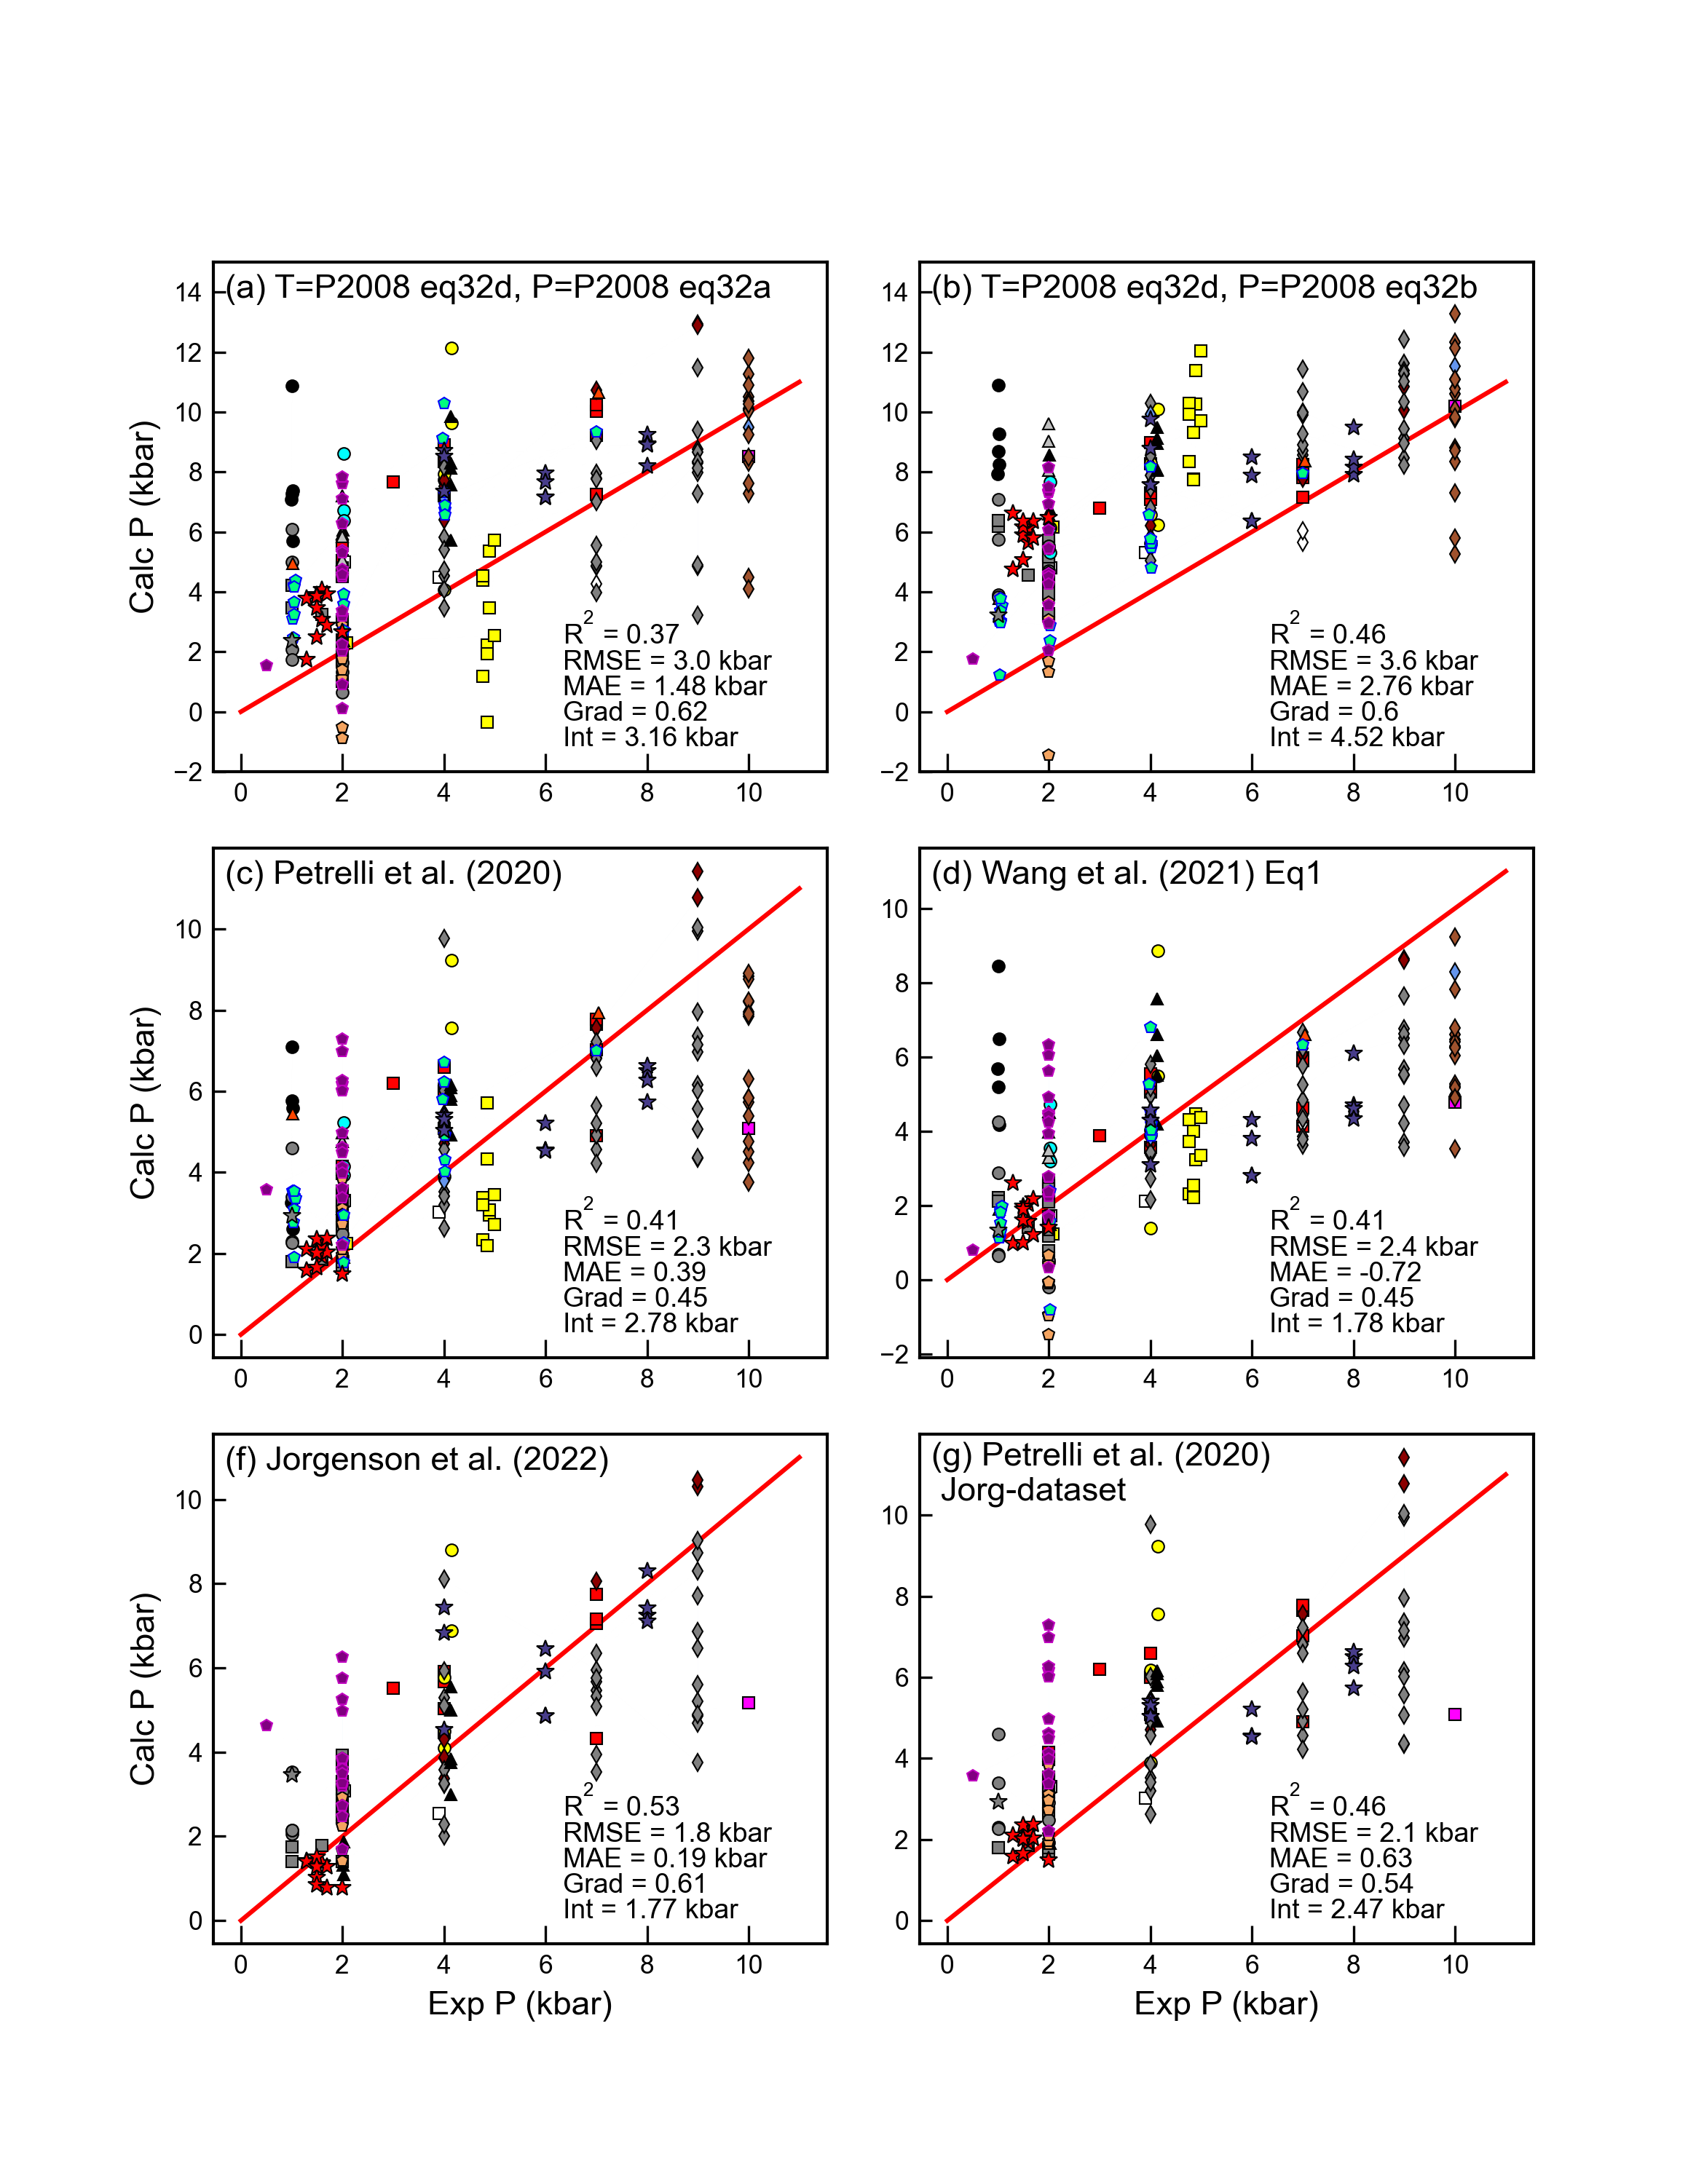 (a) T=P2008 eq32d, P=P2008 eq32a
Calc P (kbar)
14
12
10
8
6
4
2
0
−2
0 2 4 6 8 10
R² = 0.37
RMSE = 3.0 kbar
MAE = 1.48 kbar
Grad = 0.62
Int = 3.16 kbar
(b) T=P2008 eq32d, P=P2008 eq32b
14
12
10
8
6
4
2
0
−2
0 2 4 6 8 10
R² = 0.46
RMSE = 3.6 kbar
MAE = 2.76 kbar
Grad = 0.6
Int = 4.52 kbar
(c) Petrelli et al. (2020)
Calc P (kbar)
10
8
6
4
2
0
0 2 4 6 8 10
R² = 0.41
RMSE = 2.3 kbar
MAE = 0.39
Grad = 0.45
Int = 2.78 kbar
(d) Wang et al. (2021) Eq1
10
8
6
4
2
0
−2
0 2 4 6 8 10
R² = 0.41
RMSE = 2.4 kbar
MAE = -0.72
Grad = 0.45
Int = 1.78 kbar
(f) Jorgenson et al. (2022)
Calc P (kbar)
10
8
6
4
2
0
0 2 4 6 8 10
Exp P (kbar)
R² = 0.53
RMSE = 1.8 kbar
MAE = 0.19 kbar
Grad = 0.61
Int = 1.77 kbar
(g) Petrelli et al. (2020)
Jorg-dataset
10
8
6
4
2
0
0 2 4 6 8 10
Exp P (kbar)
R² = 0.46
RMSE = 2.1 kbar
MAE = 0.63
Grad = 0.54
Int = 2.47 kbar